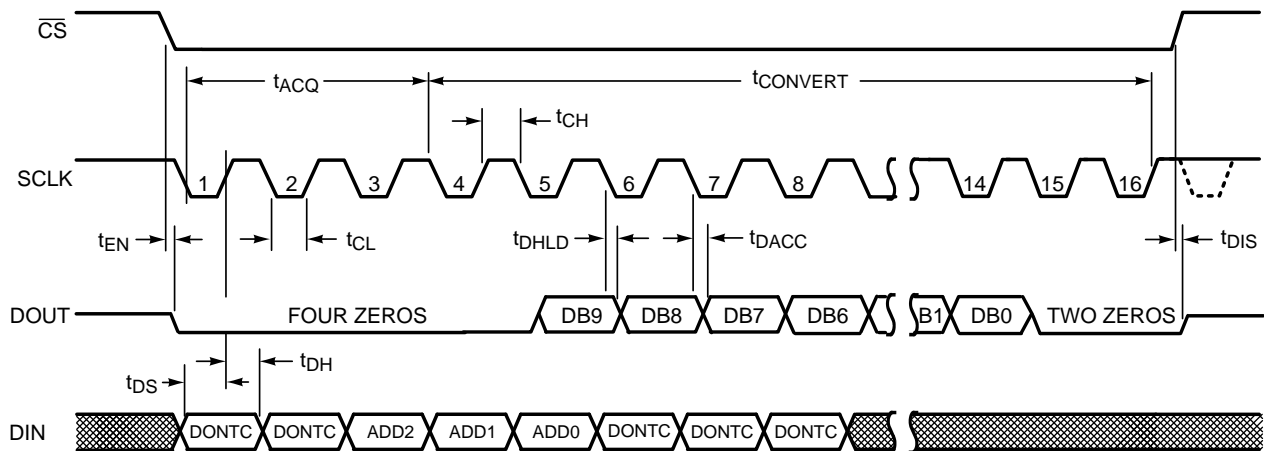 CS
tACQ
tCONVERT
tCH
SCLK
1 2 3 4 5 6 7 8 14 15 16
tEN
tCL
tDHLD
tDACC
tDIS
DOUT
FOUR ZEROS DB9 DB8 DB7 DB6 B1 DB0 TWO ZEROS
tDS
tDH
DIN
DONTC DONTC ADD2 ADD1 ADD0 DONTC DONTC DONTC